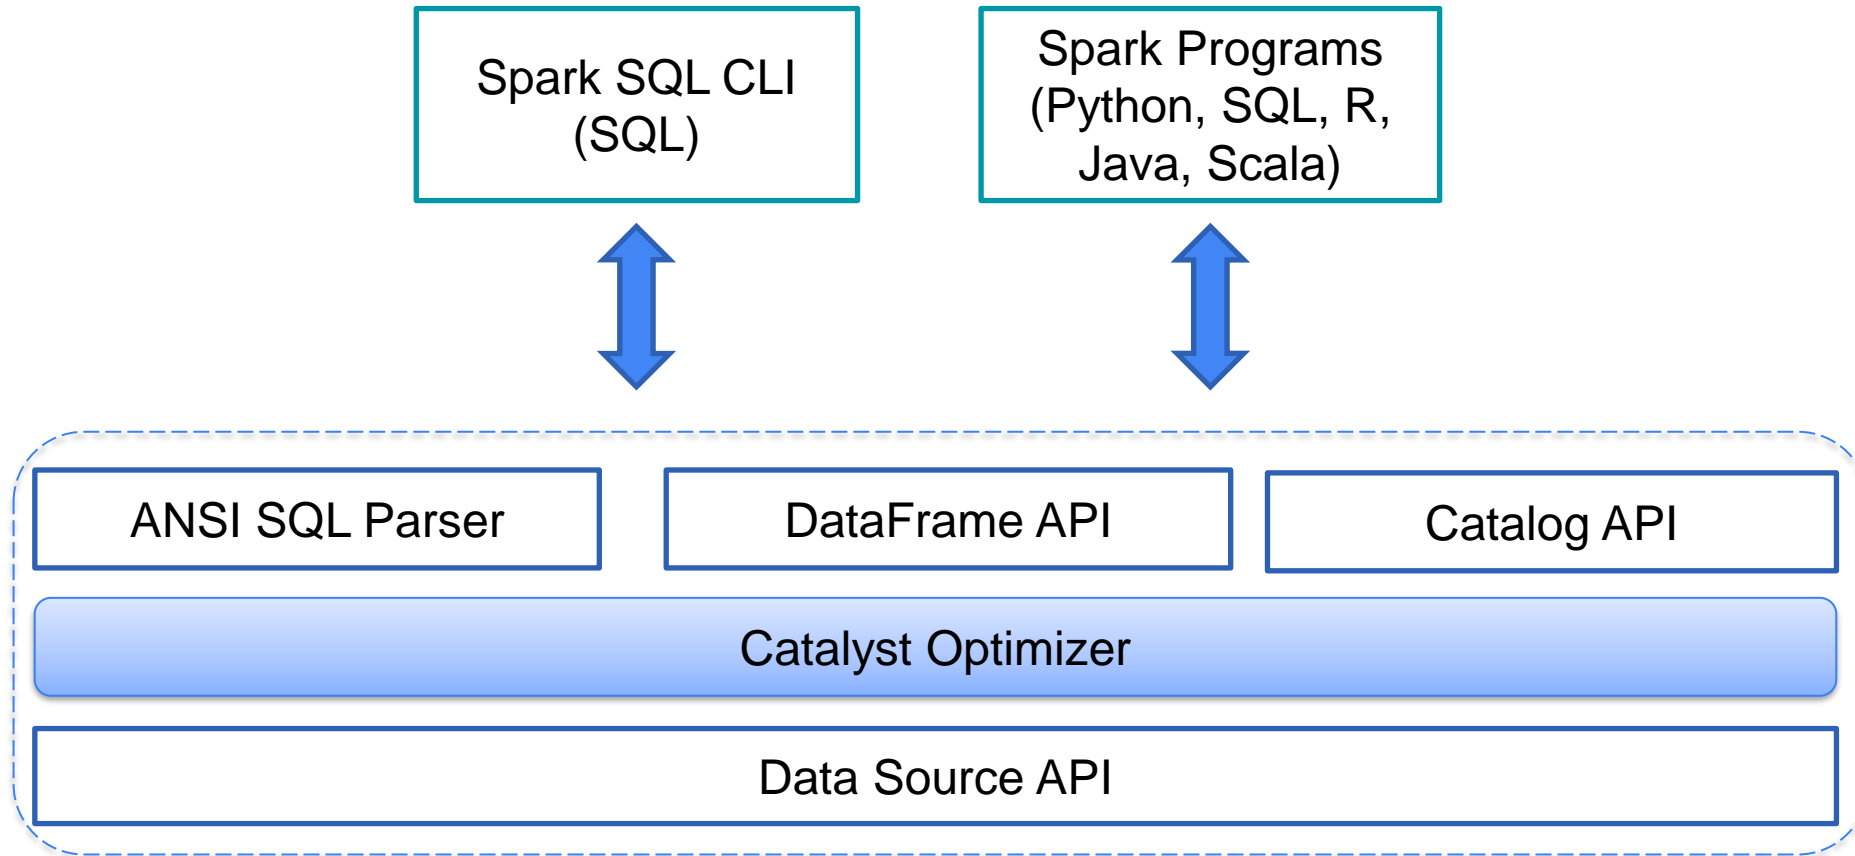 Spark SQL CLI
(SQL)
Spark Programs
(Python, SQL, R,
Java, Scala)
ANSI SQL Parser
DataFrame API
Catalog API
Catalyst Optimizer
Data Source API